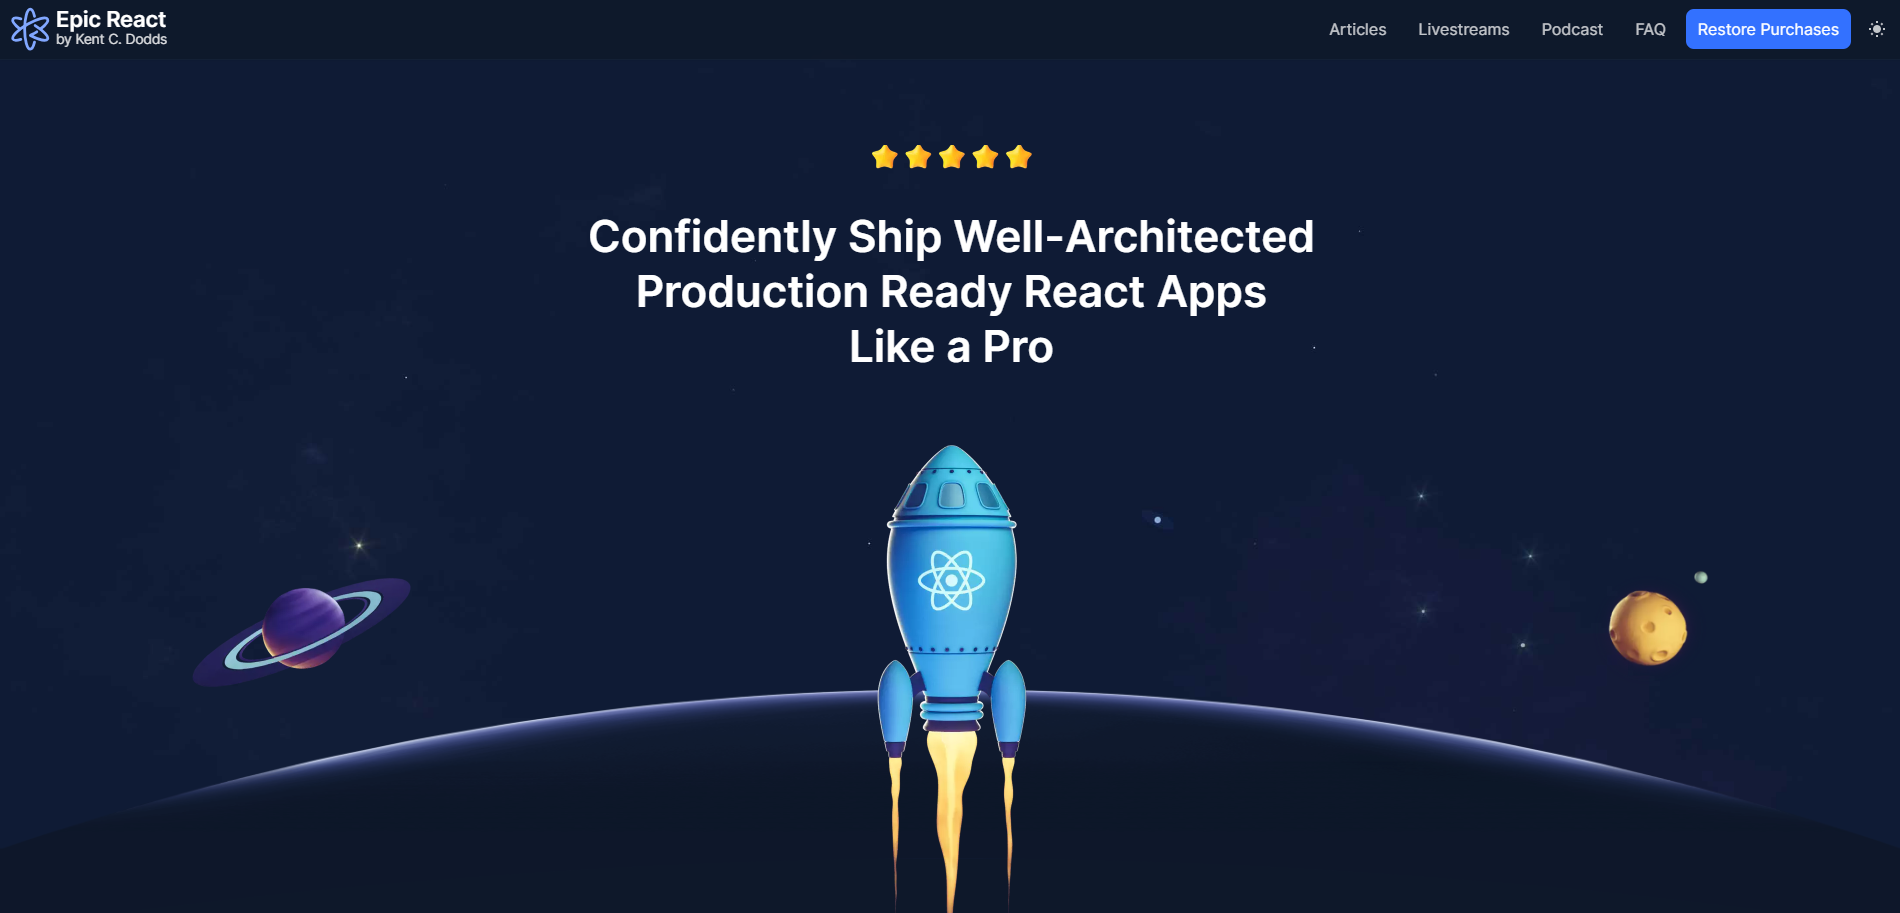 Epic React
by Kent C. Dodds
Articles
Livestreams
Podcast
FAQ
Restore Purchases
Confidently Ship Well-Architected
Production Ready React Apps
Like a Pro